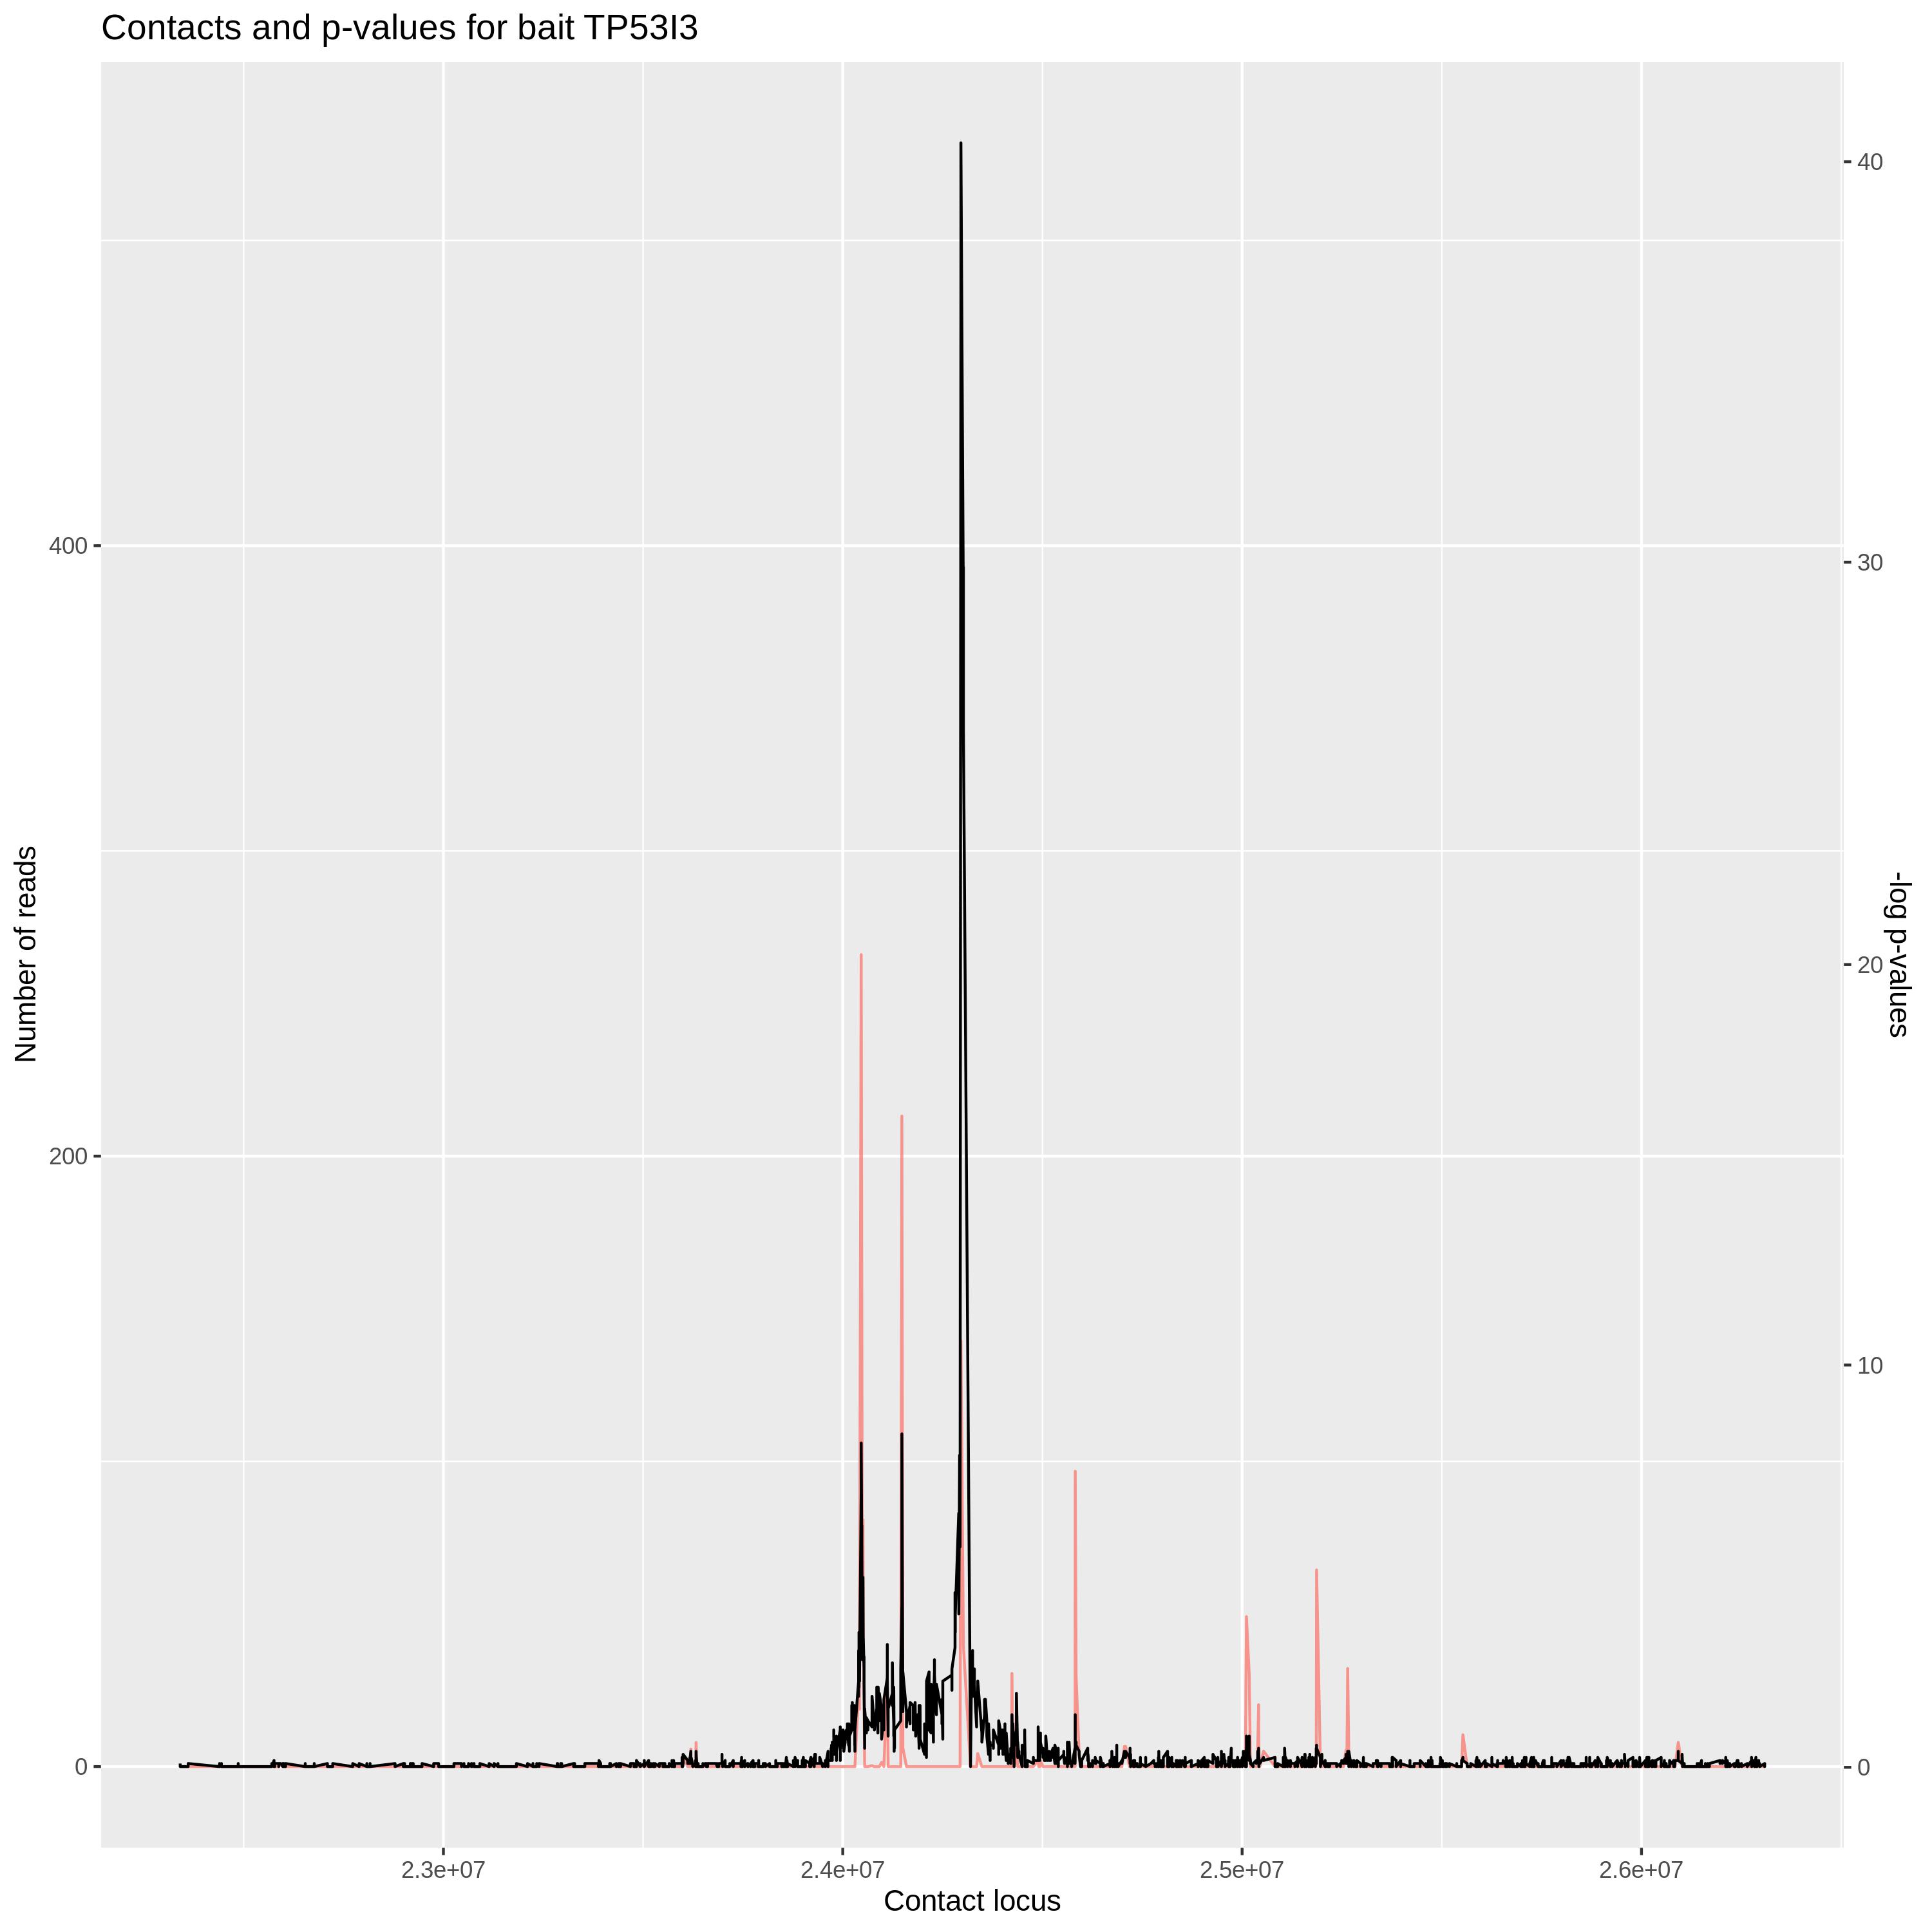 Contacts and p-values for bait TP53I3
Number of reads
400
200
0
40
30
20
10
0
-log p-values
2.3e+07
2.4e+07
2.5e+07
2.6e+07
Contact locus